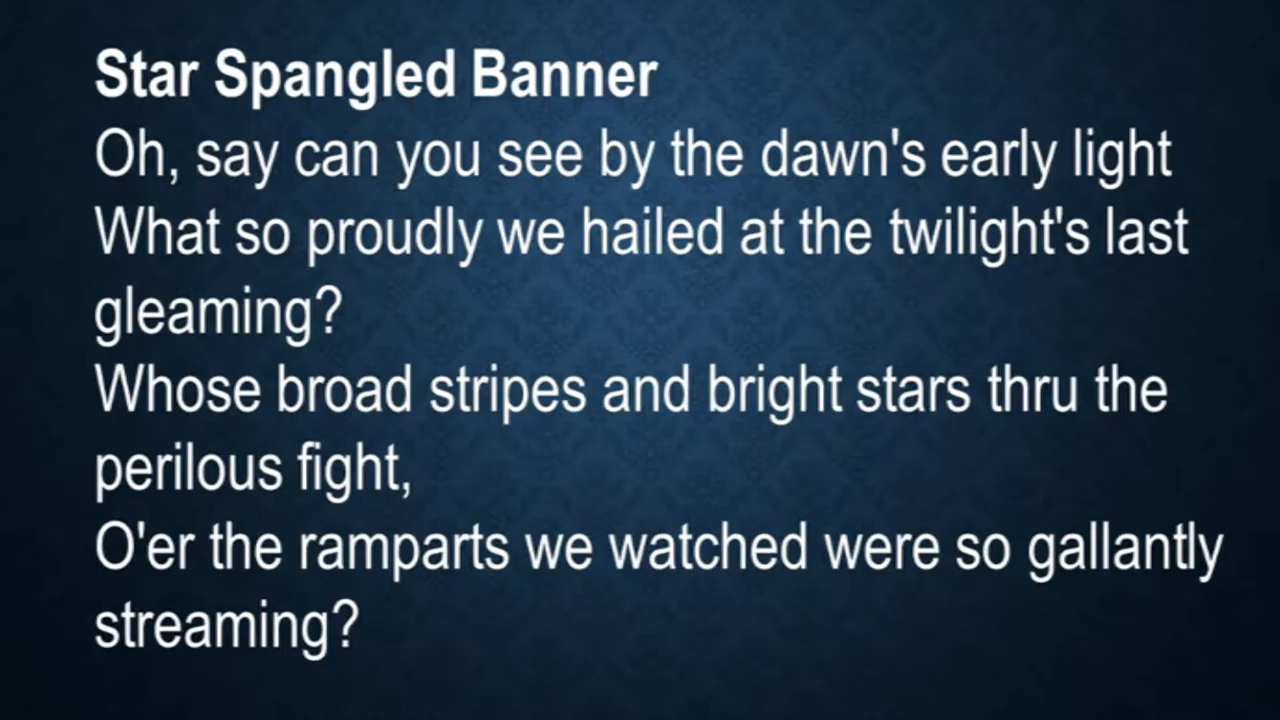 Star Spangled Banner
Oh, say can you see by the dawn's early light
What so proudly we hailed at the twilight's last
gleaming?
Whose broad stripes and bright stars thru the
perilous fight,
O'er the ramparts we watched were so gallantly
streaming?